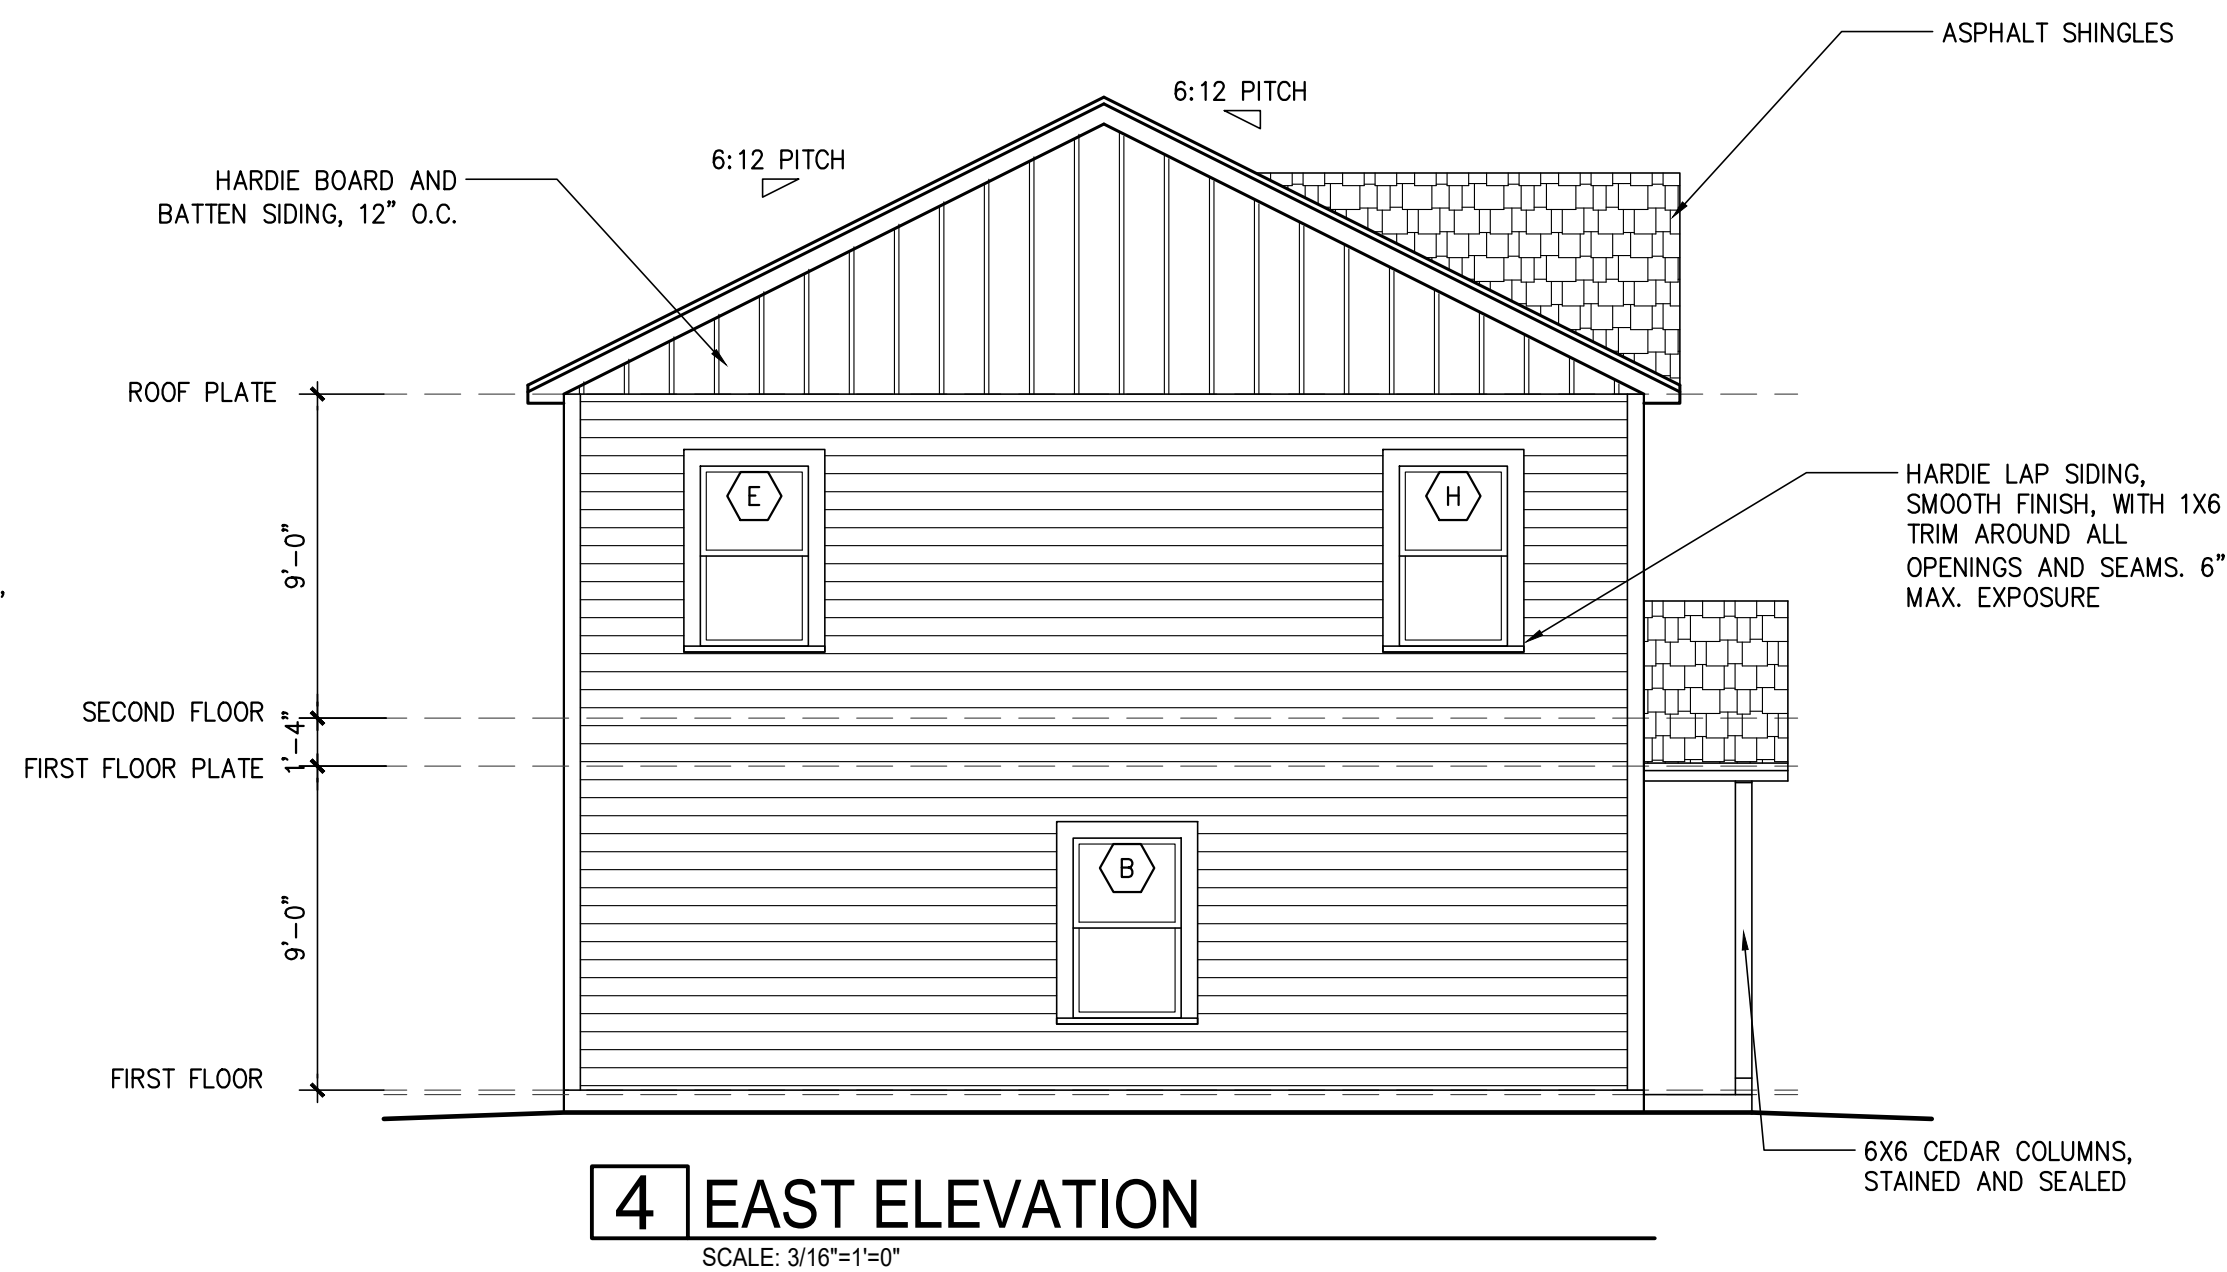 ASPHALT SHINGLES
6:12 PITCH
6:12 PITCH
HARDIE BOARD AND
BATTEN SIDING, 12” O.C.
ROOF PLATE
E
H
HARDIE LAP SIDING,
SMOOTH FINISH, WITH 1X6
TRIM AROUND ALL
OPENINGS AND SEAMS. 6”
MAX. EXPOSURE
9'–0”
,
SECOND FLOOR
1'–4”
FIRST FLOOR PLATE
B
9'–0”
FIRST FLOOR
6X6 CEDAR COLUMNS,
STAINED AND SEALED
4 EAST ELEVATION
SCALE: 3/16"=1'=0"